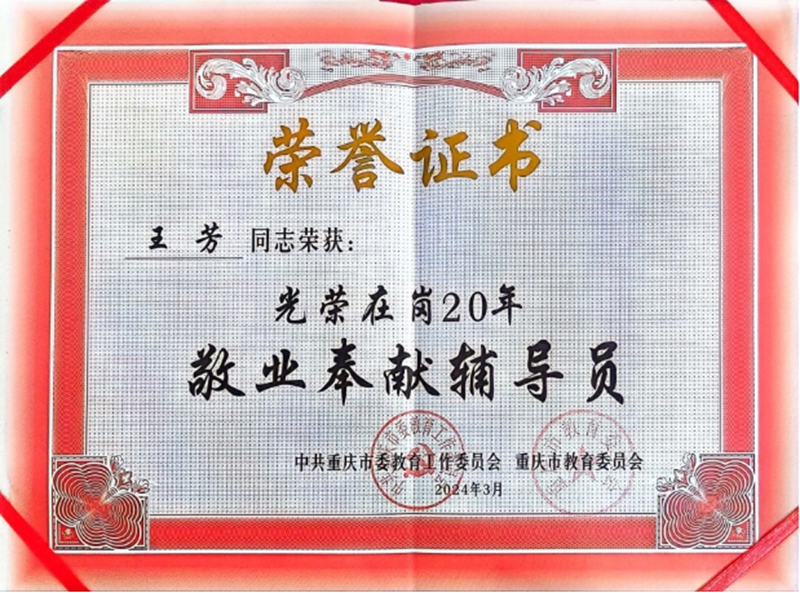 荣誉证书
王 芳 同志荣获：
光荣在岗20年
敬业奉献辅导员
中共重庆市委教育工作委员会 重庆市教育委员会
2024年3月